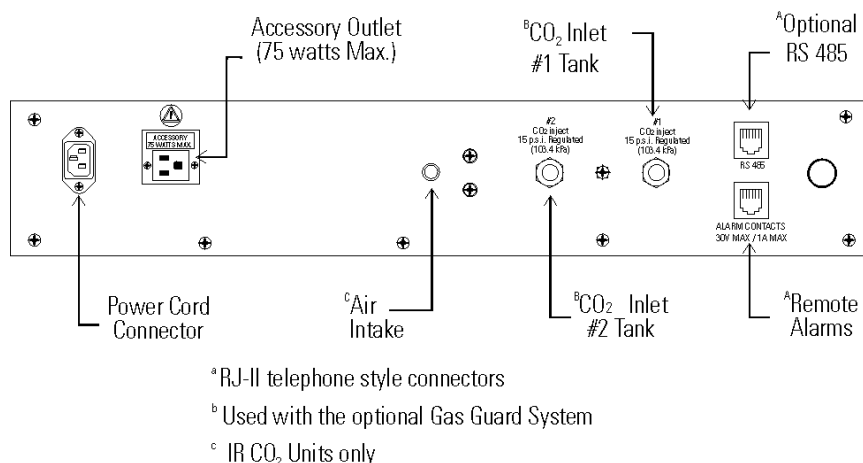 Accessory Outlet
(75 watts Max.)
ᴮCO₂ Inlet
#1 Tank
ᴬOptional
RS 485
ACCESSORY
75 WATTS MAX.
#2
CO₂ inject
15 p.s.i. Regulated
(103.4 kPa)
#1
CO₂ inject
15 p.s.i. Regulated
(103.4 kPa)
RS 485
ALARM CONTACTS
30V MAX / 1A MAX
Power Cord
Connector
ᶜAir
Intake
ᴮCO₂ Inlet
#2 Tank
ᴬRemote
Alarms
ᵃ RJ-II telephone style connectors
ᵇ Used with the optional Gas Guard System
ᶜ IR CO₂ Units only